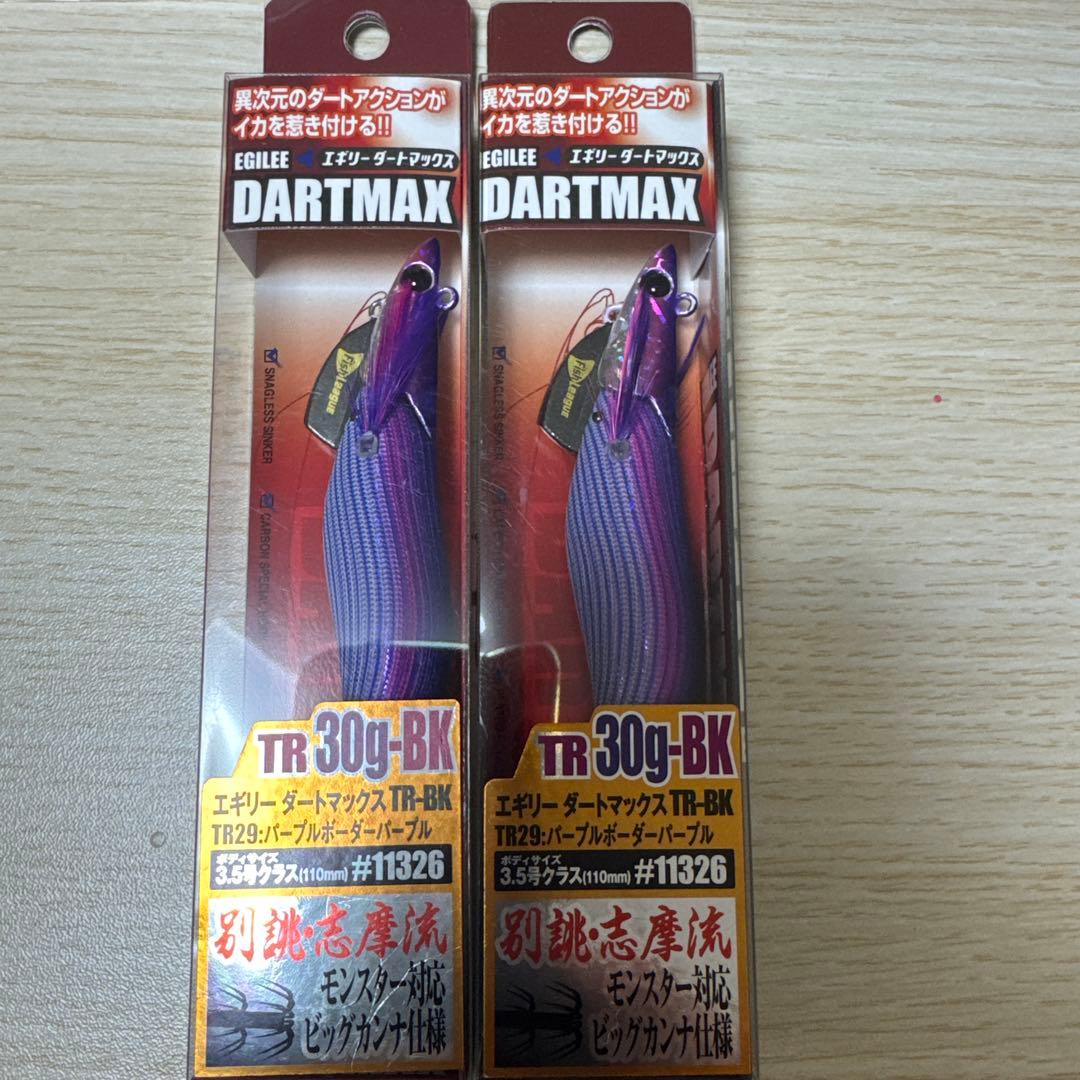 異次元のダートアクションが
イカを惹き付ける!!
EGILEE エギリーダートマックス
DARTMAX
Fish League
SNAGLESS SINKER
CARBON SPECIAL
TR 30g-BK
エギリー ダートマックス TR-BK
TR29:パープルボーダーパープル
ボディサイズ
3.5号クラス(110mm) #11326
別誂・志摩流
モンスター対応
ビッグカンナ仕様
異次元のダートアクションが
イカを惹き付ける!!
EGILEE エギリーダートマックス
DARTMAX
Fish League
SNAGLESS SINKER
TR 30g-BK
エギリー ダートマックス TR-BK
TR29:パープルボーダーパープル
ボディサイズ
3.5号クラス(110mm) #11326
別誂・志摩流
モンスター対応
ビッグカンナ仕様